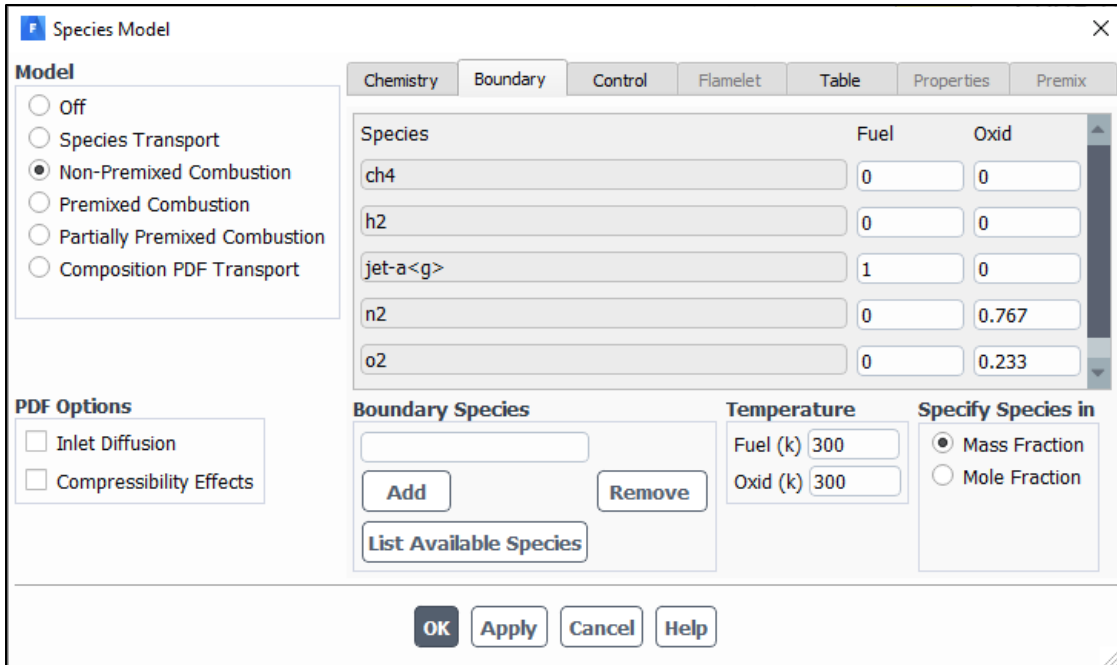 F Species Model
Model
Off
Species Transport
Non-Premixed Combustion
Premixed Combustion
Partially Premixed Combustion
Composition PDF Transport
PDF Options
Inlet Diffusion
Compressibility Effects
Chemistry Boundary Control Flamelet Table Properties Premix
Species Fuel Oxid
ch4 0 0
h2 0 0
jet-a<g> 1 0
n2 0 0.767
o2 0 0.233
Boundary Species
Add Remove
List Available Species
Temperature
Fuel (k) 300
Oxid (k) 300
Specify Species in
Mass Fraction
Mole Fraction
OK Apply Cancel Help